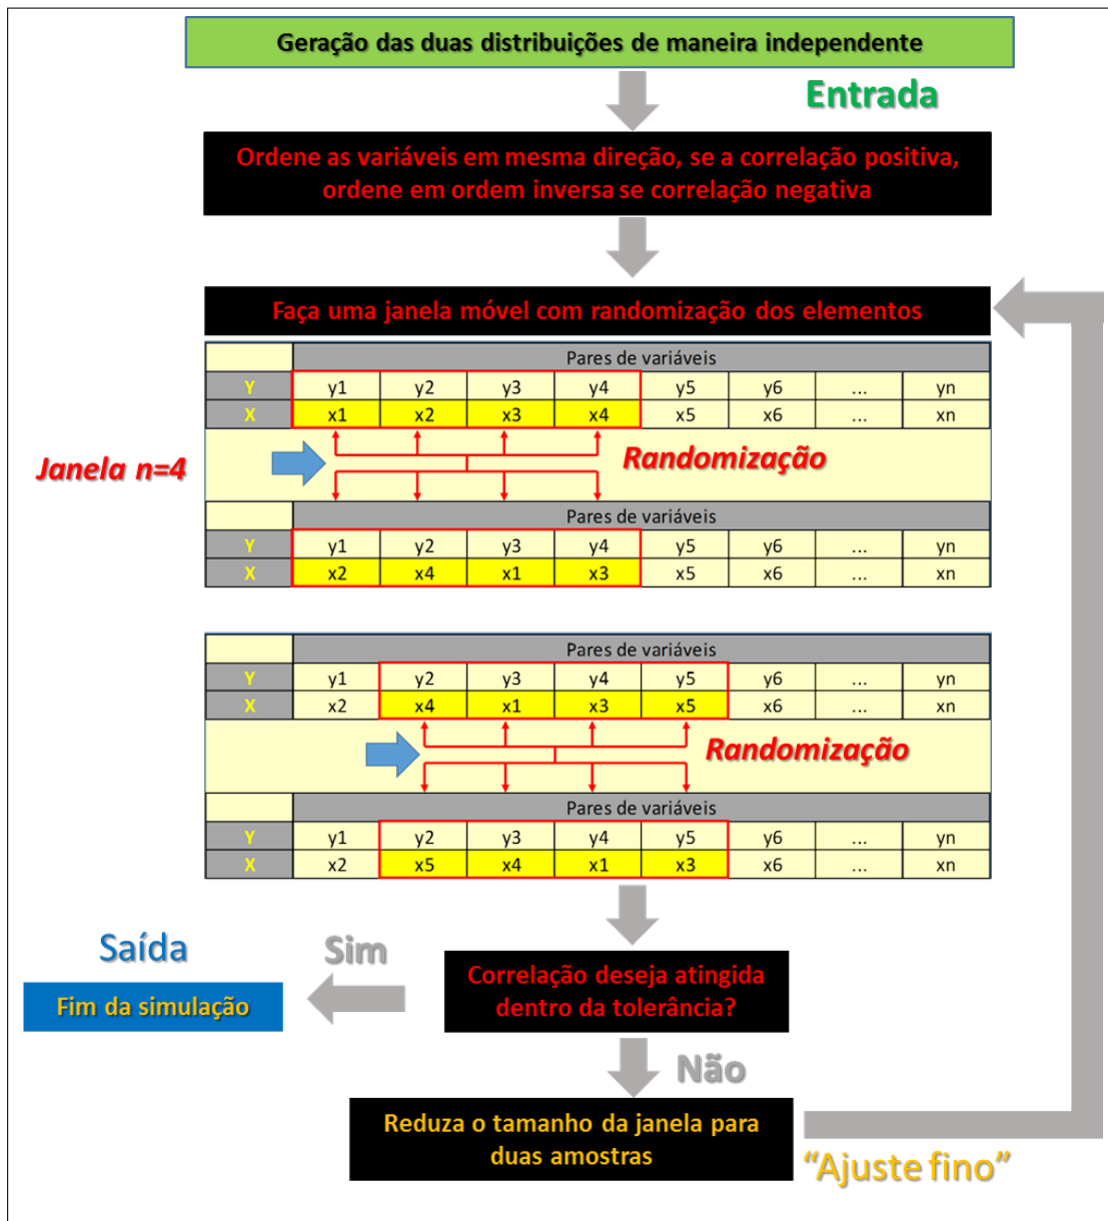 Geração das duas distribuições de maneira independente
Entrada
Ordene as variáveis em mesma direção, se a correlação positiva,
ordene em ordem inversa se correlação negativa
Faça uma janela móvel com randomização dos elementos
Pares de variáveis
Y y1 y2 y3 y4 y5 y6 ... yn
X x1 x2 x3 x4 x5 x6 ... xn
Janela n=4
Randomização
Pares de variáveis
Y y1 y2 y3 y4 y5 y6 ... yn
X x2 x4 x1 x3 x5 x6 ... xn
Pares de variáveis
Y y1 y2 y3 y4 y5 y6 ... yn
X x2 x4 x1 x3 x5 x6 ... xn
Randomização
Pares de variáveis
Y y1 y2 y3 y4 y5 y6 ... yn
X x2 x5 x4 x1 x3 x6 ... xn
Saída
Sim
Correlação deseja atingida
dentro da tolerância?
Fim da simulação
Não
Reduza o tamanho da janela para
duas amostras
“Ajuste fino”